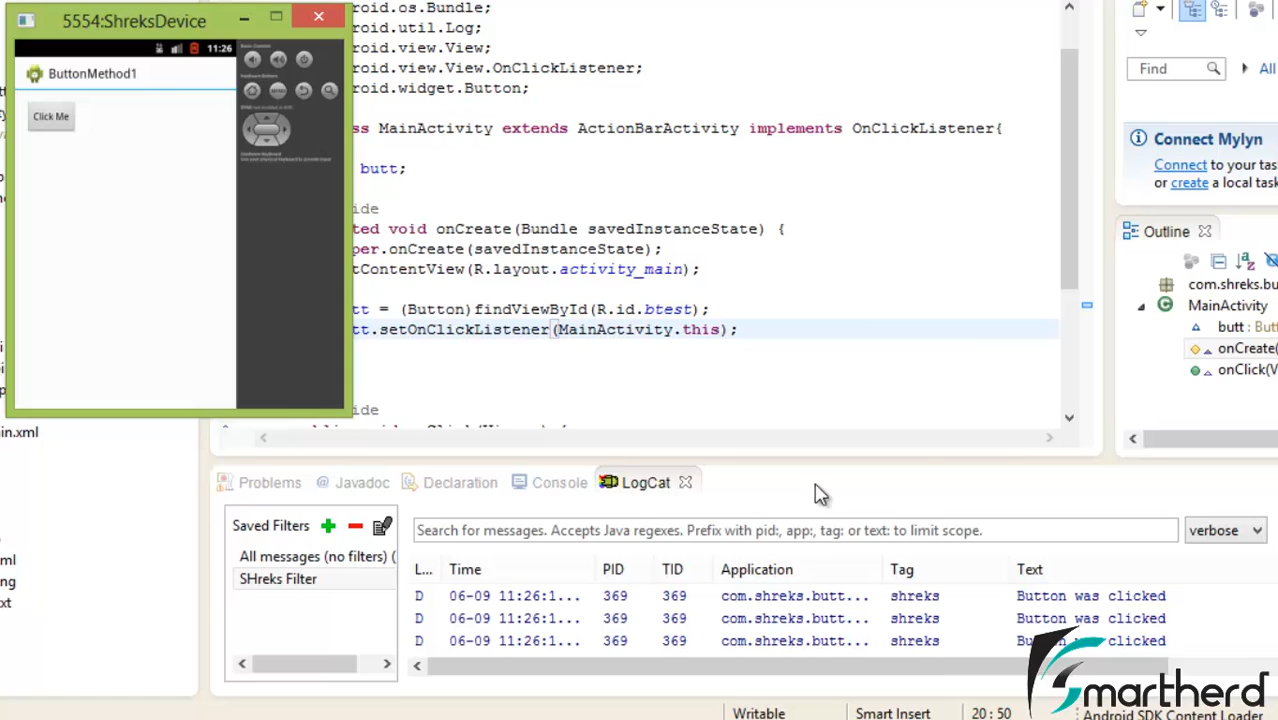 5554:ShreksDevice
11:26
ButtonMethod1
Click Me
roid.os.Bundle;
roid.util.Log;
roid.view.View;
roid.view.View.OnClickListener;
roid.widget.Button;
ss MainActivity extends ActionBarActivity implements OnClickListener{
butt;
ide
ted void onCreate(Bundle savedInstanceState) {
per.onCreate(savedInstanceState);
tContentView(R.layout.activity_main);
tt = (Button)findViewById(R.id.btest);
tt.setOnClickListener(MainActivity.this);
ide
Find
All
Connect Mylyn
Connect to your tas
or create a local task
Outline
com.shreks.butt
MainActivity
butt : Butt
onCreate(
onClick(V
in.xml
ml
ng
xt
Problems
@ Javadoc
Declaration
Console
LogCat
Saved Filters
All messages (no filters) (
SHreks Filter
Search for messages. Accepts Java regexes. Prefix with pid:, app:, tag: or text: to limit scope.
verbose
L... Time PID TID Application Tag Text
D 06-09 11:26:1... 369 369 com.shreks.butt... shreks Button was clicked
D 06-09 11:26:1... 369 369 com.shreks.butt... shreks Button was clicked
D 06-09 11:26:1... 369 369 com.shreks.butt... shreks Button was clicked
Smartherd
Writable
Smart Insert
20 : 50
Android SDK Content Loader